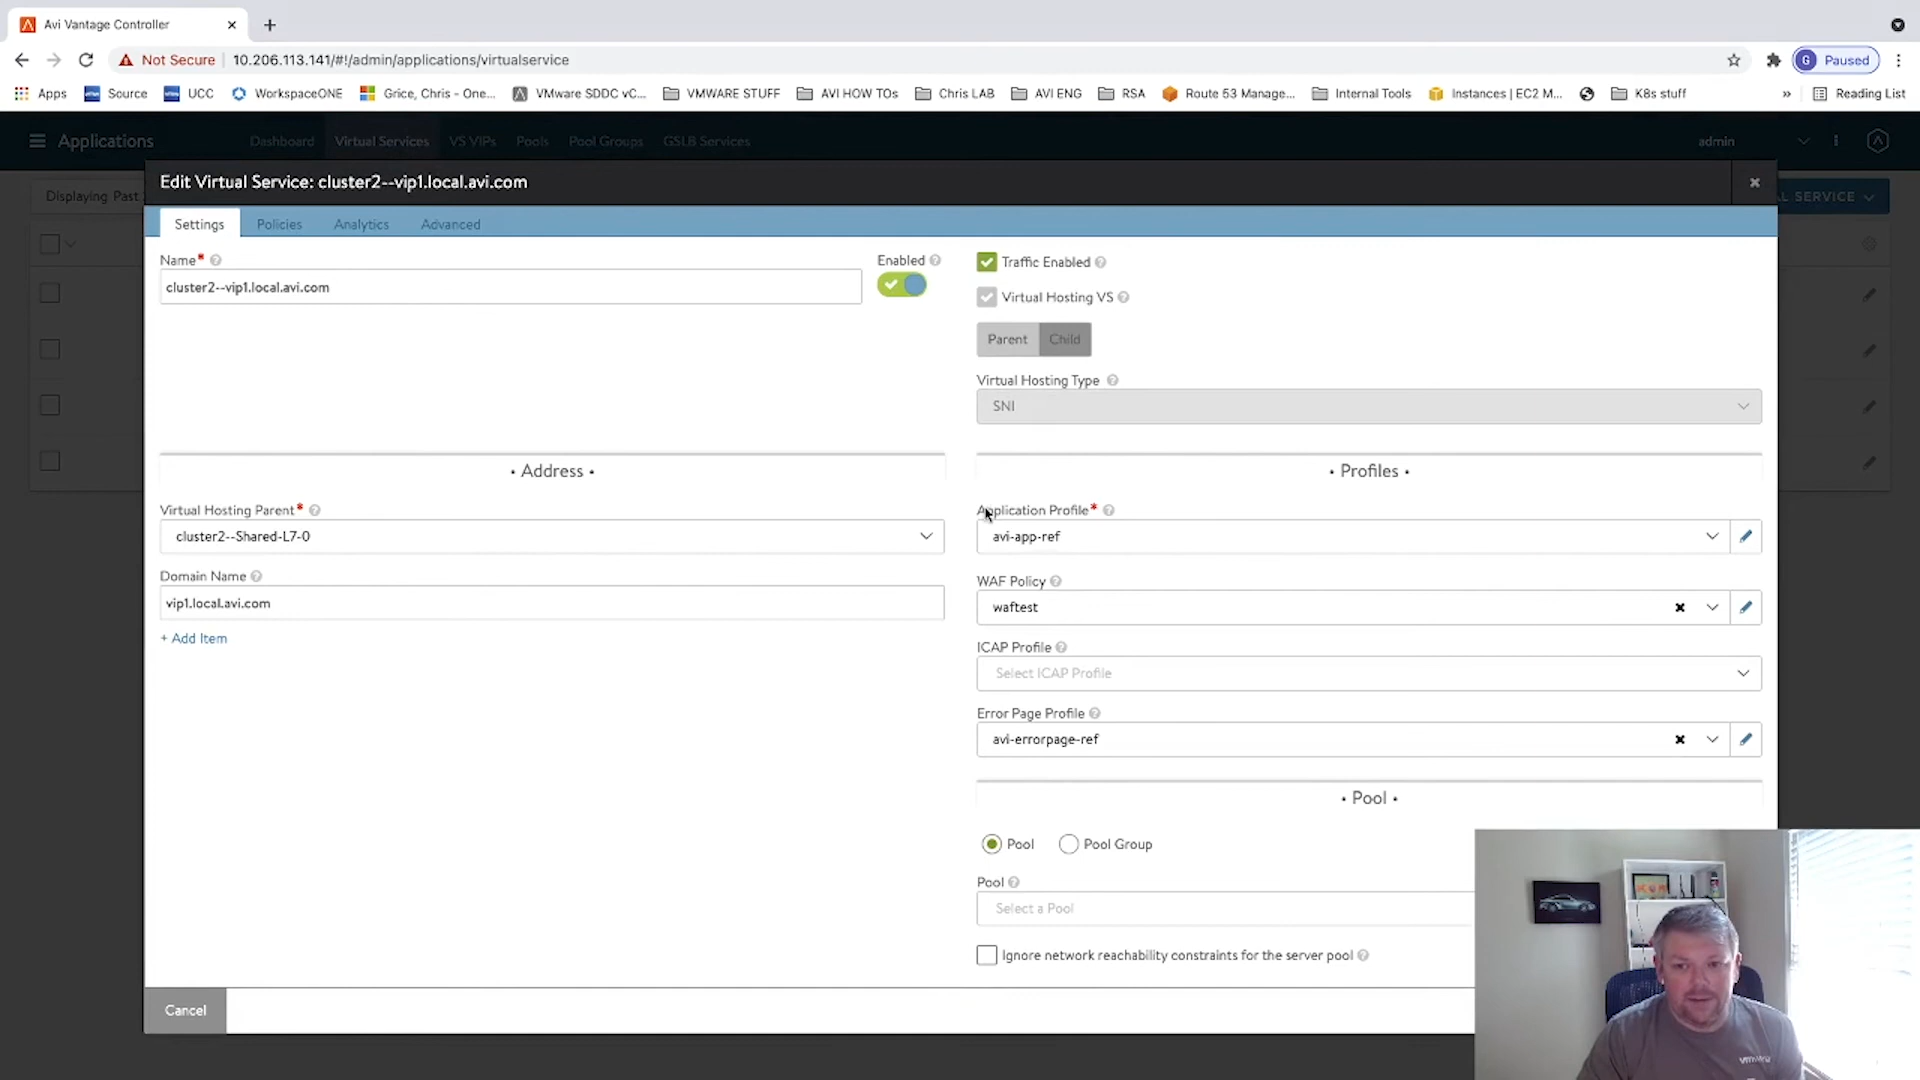 Avi Vantage Controller
Not Secure 10.206.113.141/#!/admin/applications/virtualservice G Paused
Apps Source UCC WorkspaceONE Grice, Chris - One... VMware SDDC vC... VMWARE STUFF AVI HOW TOs Chris LAB AVI ENG RSA Route 53 Manage... Internal Tools Instances | EC2 M... K8s stuff » Reading List
Applications Dashboard Virtual Services VS VIPs Pools Pool Groups GSLB Services admin
Displaying Past
AL SERVICE
Edit Virtual Service: cluster2--vip1.local.avi.com
Settings Policies Analytics Advanced
Name*
cluster2--vip1.local.avi.com
Enabled
Traffic Enabled
Virtual Hosting VS
Parent Child
Virtual Hosting Type
SNI
• Address •
Virtual Hosting Parent*
cluster2--Shared-L7-0
Domain Name
vip1.local.avi.com
+ Add Item
• Profiles •
Application Profile*
avi-app-ref
WAF Policy
waftest
ICAP Profile
Select ICAP Profile
Error Page Profile
avi-errorpage-ref
• Pool •
Pool Pool Group
Pool
Select a Pool
Ignore network reachability constraints for the server pool
Cancel
vmware